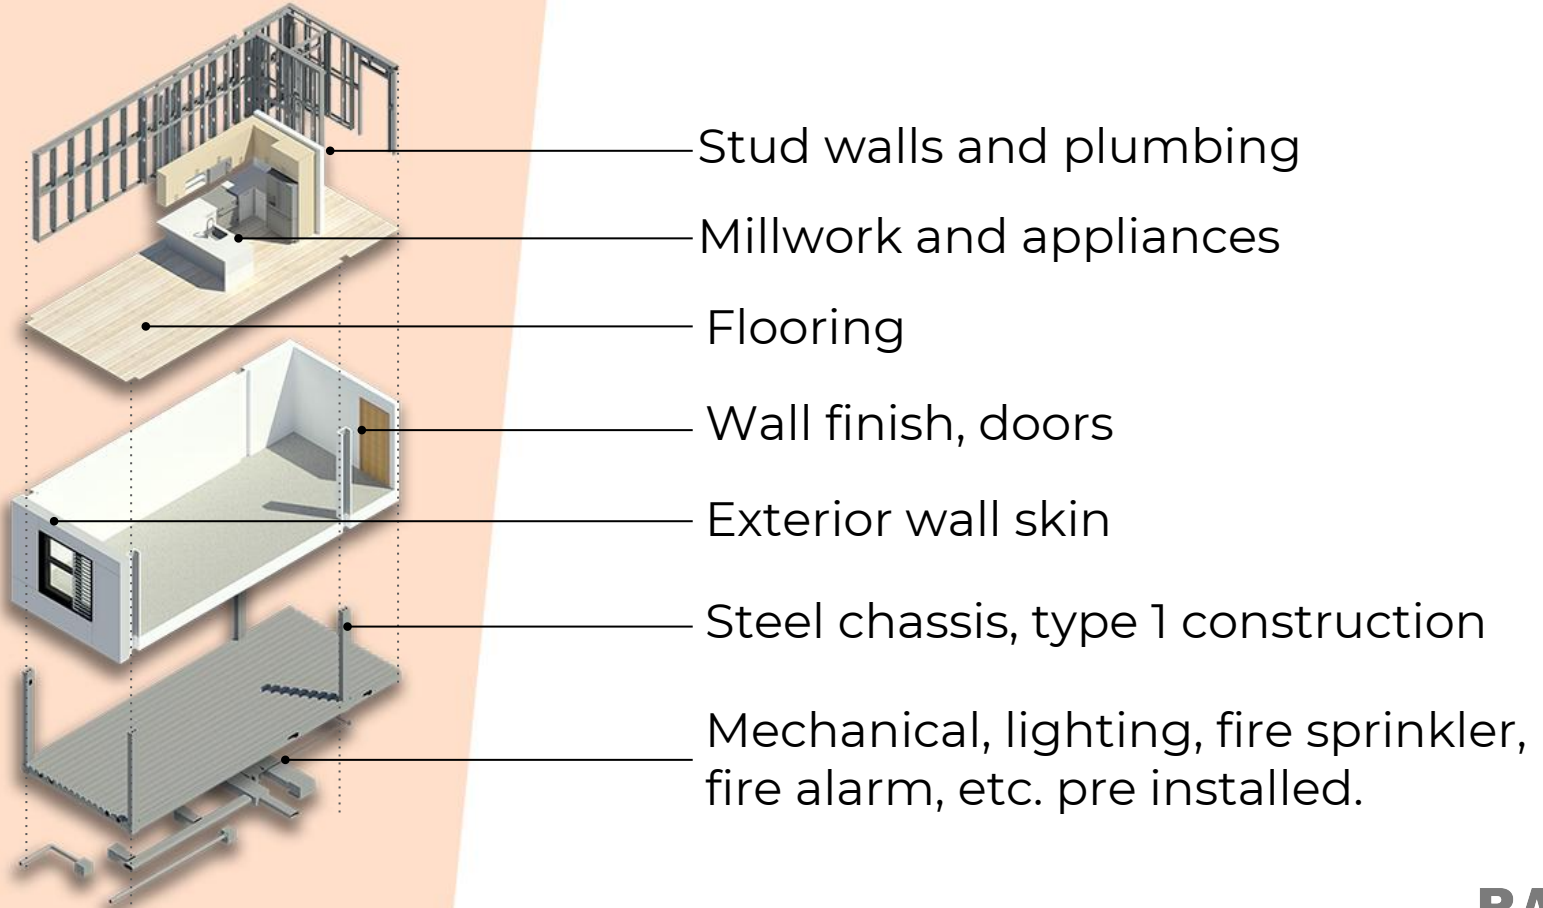 Stud walls and plumbing
Millwork and appliances
Flooring
Wall finish, doors
Exterior wall skin
Steel chassis, type 1 construction
Mechanical, lighting, fire sprinkler,
fire alarm, etc. pre installed.